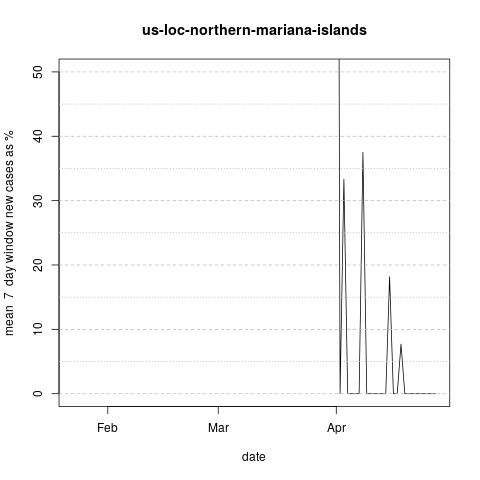 us-loc-northern-mariana-islands
mean  7  day window new cases as %
50
40
30
20
10
0
Feb
Mar
Apr
date